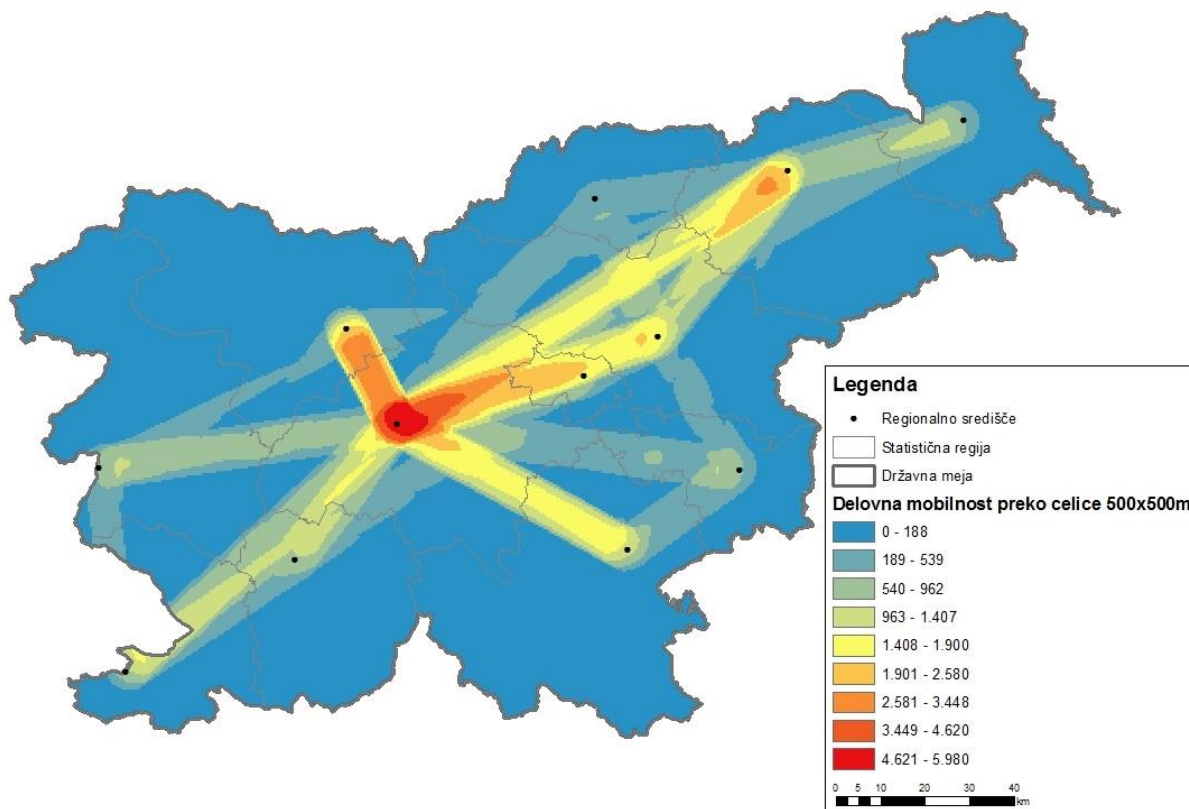 Legenda
Regionalno središče
Statistična regija
Državna meja
Delovna mobilnost preko celice 500x500m
0 - 188
189 - 539
540 - 962
963 - 1.407
1.408 - 1.900
1.901 - 2.580
2.581 - 3.448
3.449 - 4.620
4.621 - 5.980
0 5 10 20 30 40
km